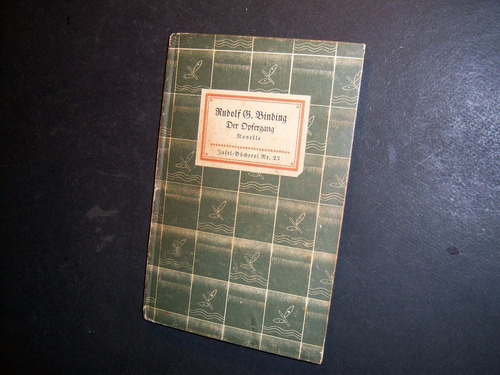 Rudolf G. Binding
Der Opfergang
Novelle
Insel-Bücherei Nr. 23